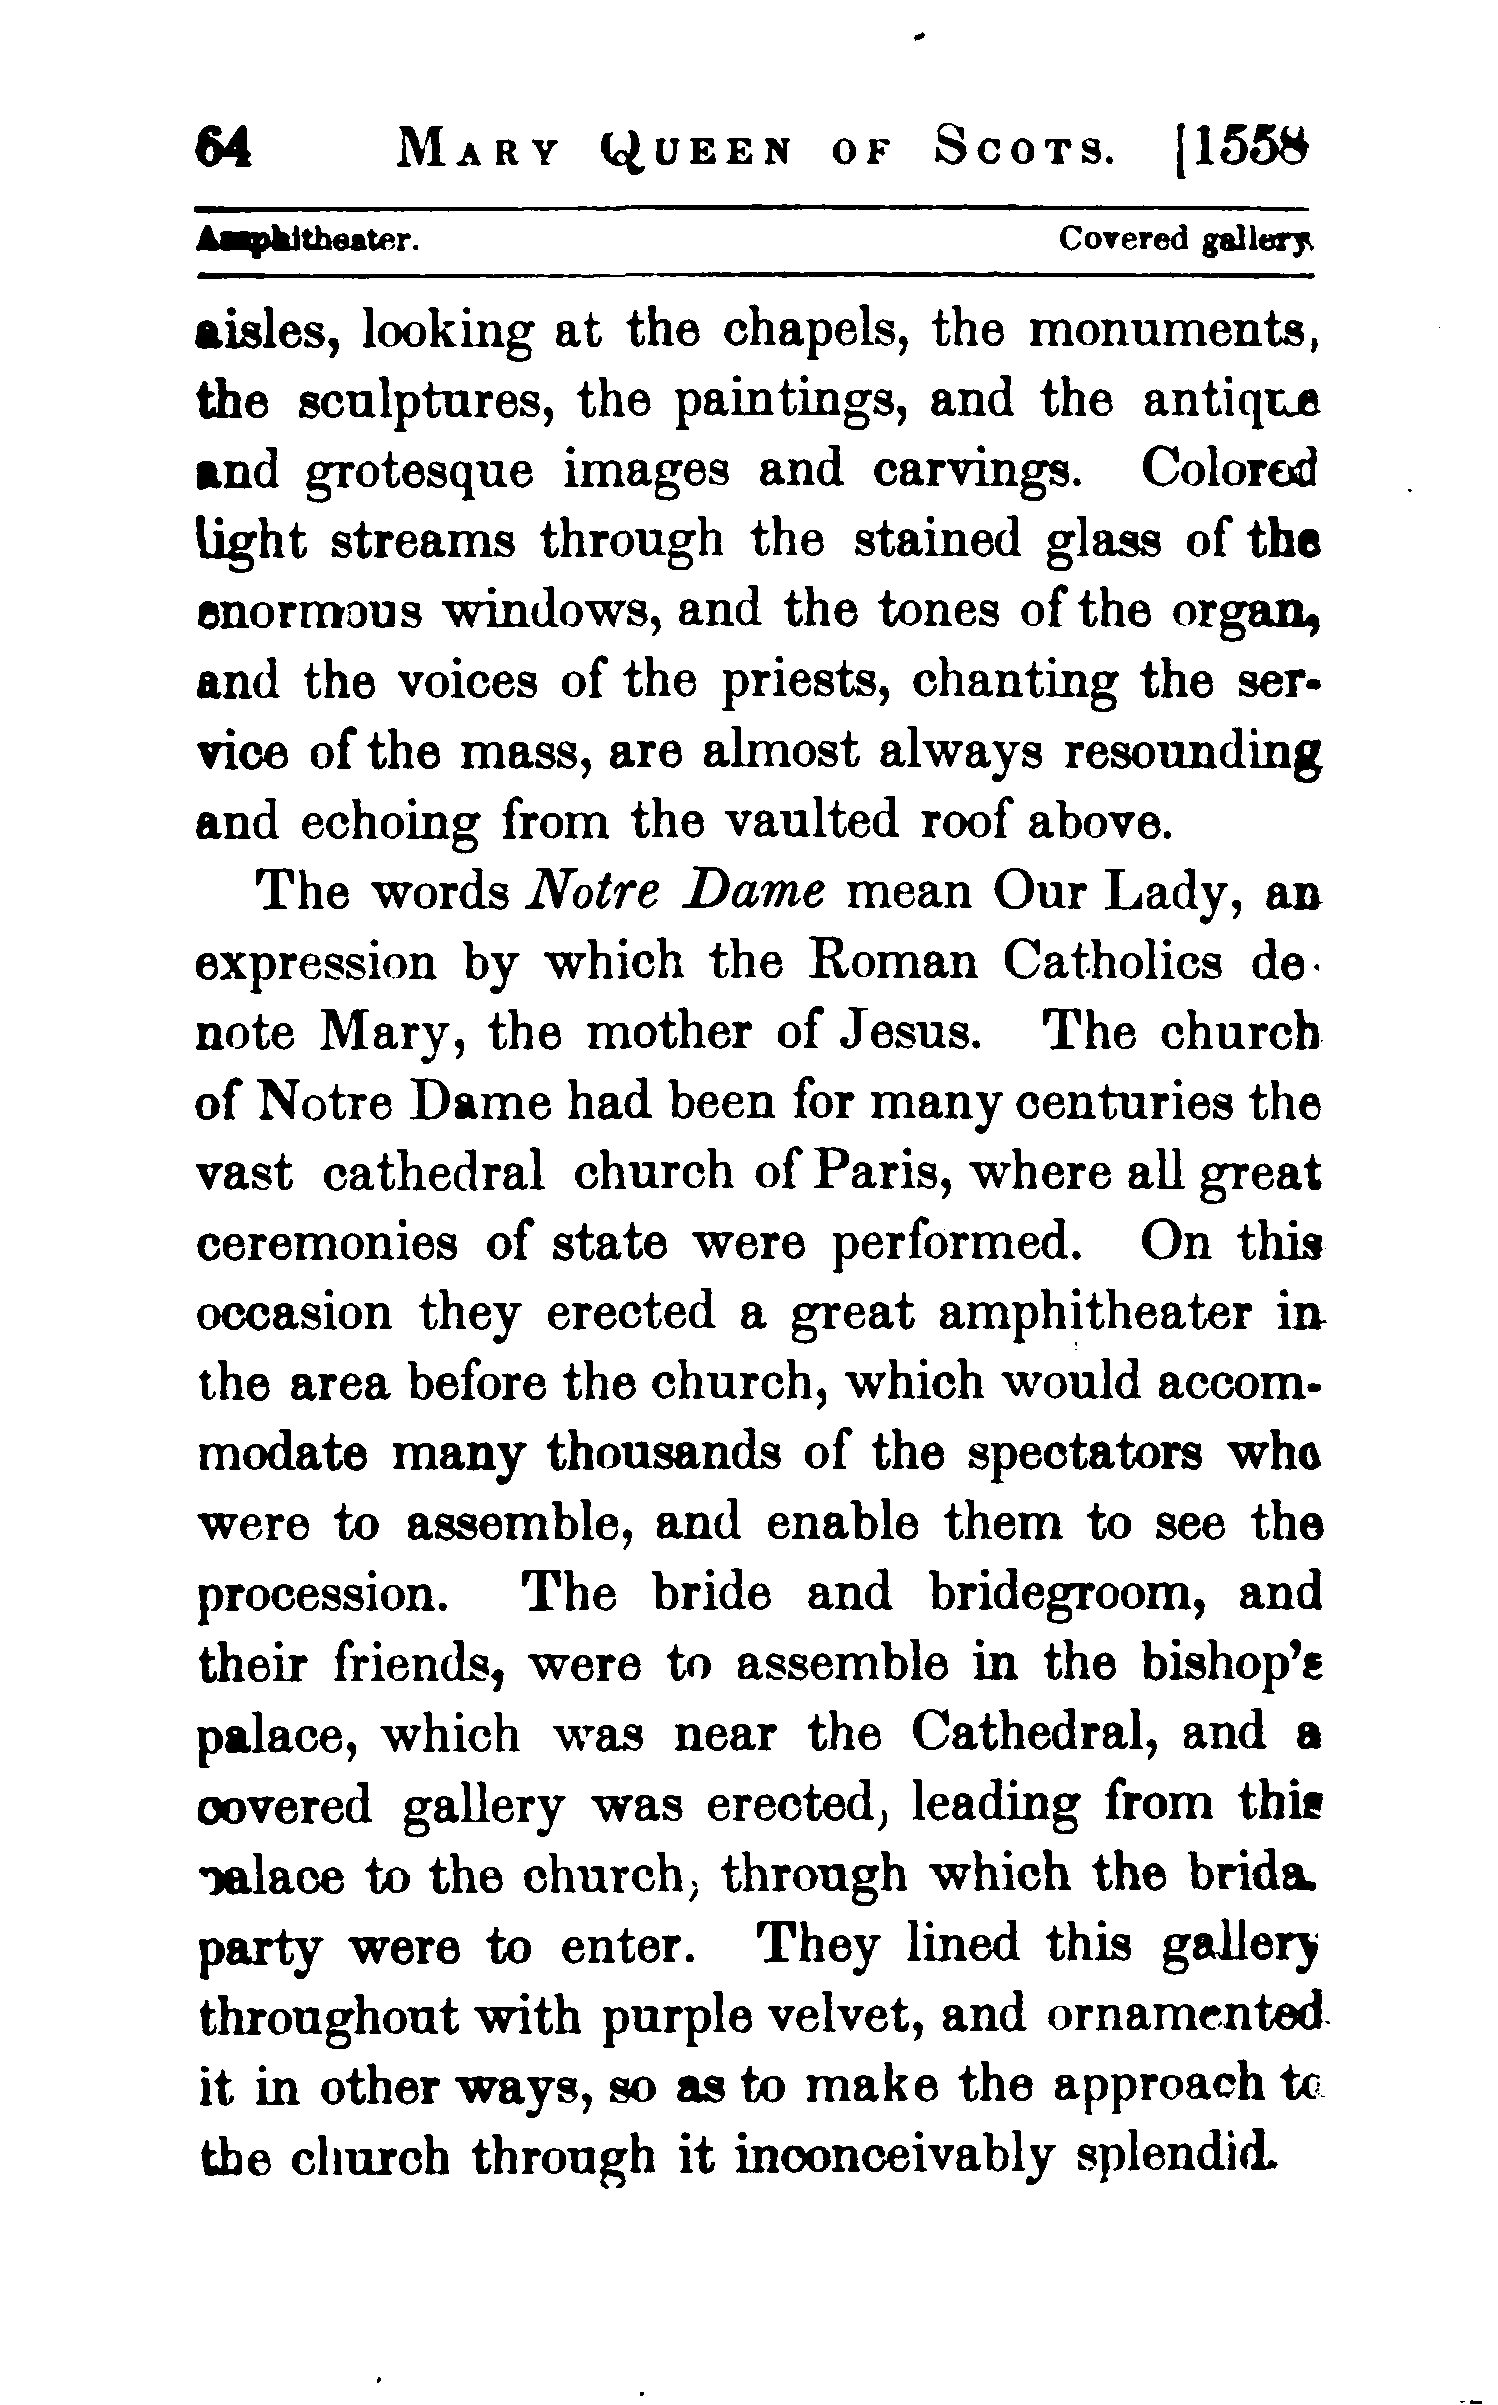 64 MARY QUEEN OF SCOTS. [1558
Amphitheater. Covered gallery.
aisles, looking at the chapels, the monuments,
the sculptures, the paintings, and the antique
and grotesque images and carvings. Colored
light streams through the stained glass of the
enormous windows, and the tones of the organ,
and the voices of the priests, chanting the ser-
vice of the mass, are almost always resounding
and echoing from the vaulted roof above.
The words Notre Dame mean Our Lady, an
expression by which the Roman Catholics de-
note Mary, the mother of Jesus. The church
of Notre Dame had been for many centuries the
vast cathedral church of Paris, where all great
ceremonies of state were performed. On this
occasion they erected a great amphitheater in
the area before the church, which would accom-
modate many thousands of the spectators who
were to assemble, and enable them to see the
procession. The bride and bridegroom, and
their friends, were to assemble in the bishop's
palace, which was near the Cathedral, and a
covered gallery was erected, leading from this
palace to the church, through which the bridal
party were to enter. They lined this gallery
throughout with purple velvet, and ornamented
it in other ways, so as to make the approach to
the church through it inconceivably splendid.